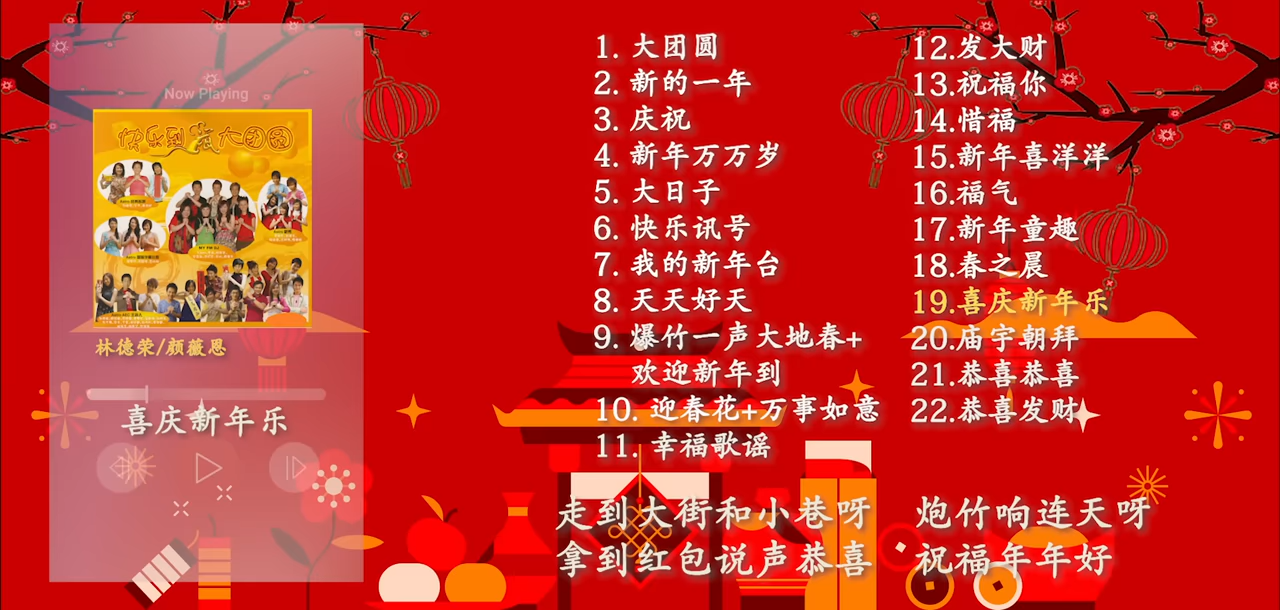 Now Playing
快乐到鼠大团圆
MY FM DJ
林德荣/颜薇恩
喜庆新年乐
1. 大团圆
2. 新的一年
3. 庆祝
4. 新年万万岁
5. 大日子
6. 快乐讯号
7. 我的新年台
8. 天天好天
9. 爆竹一声大地春+
欢迎新年到
10. 迎春花+万事如意
11. 幸福歌谣
12.发大财
13.祝福你
14.惜福
15.新年喜洋洋
16.福气
17.新年童趣
18.春之晨
19.喜庆新年乐
20.庙宇朝拜
21.恭喜恭喜
22.恭喜发财
走到大街和小巷呀 炮竹响连天呀
拿到红包说声恭喜 祝福年年好